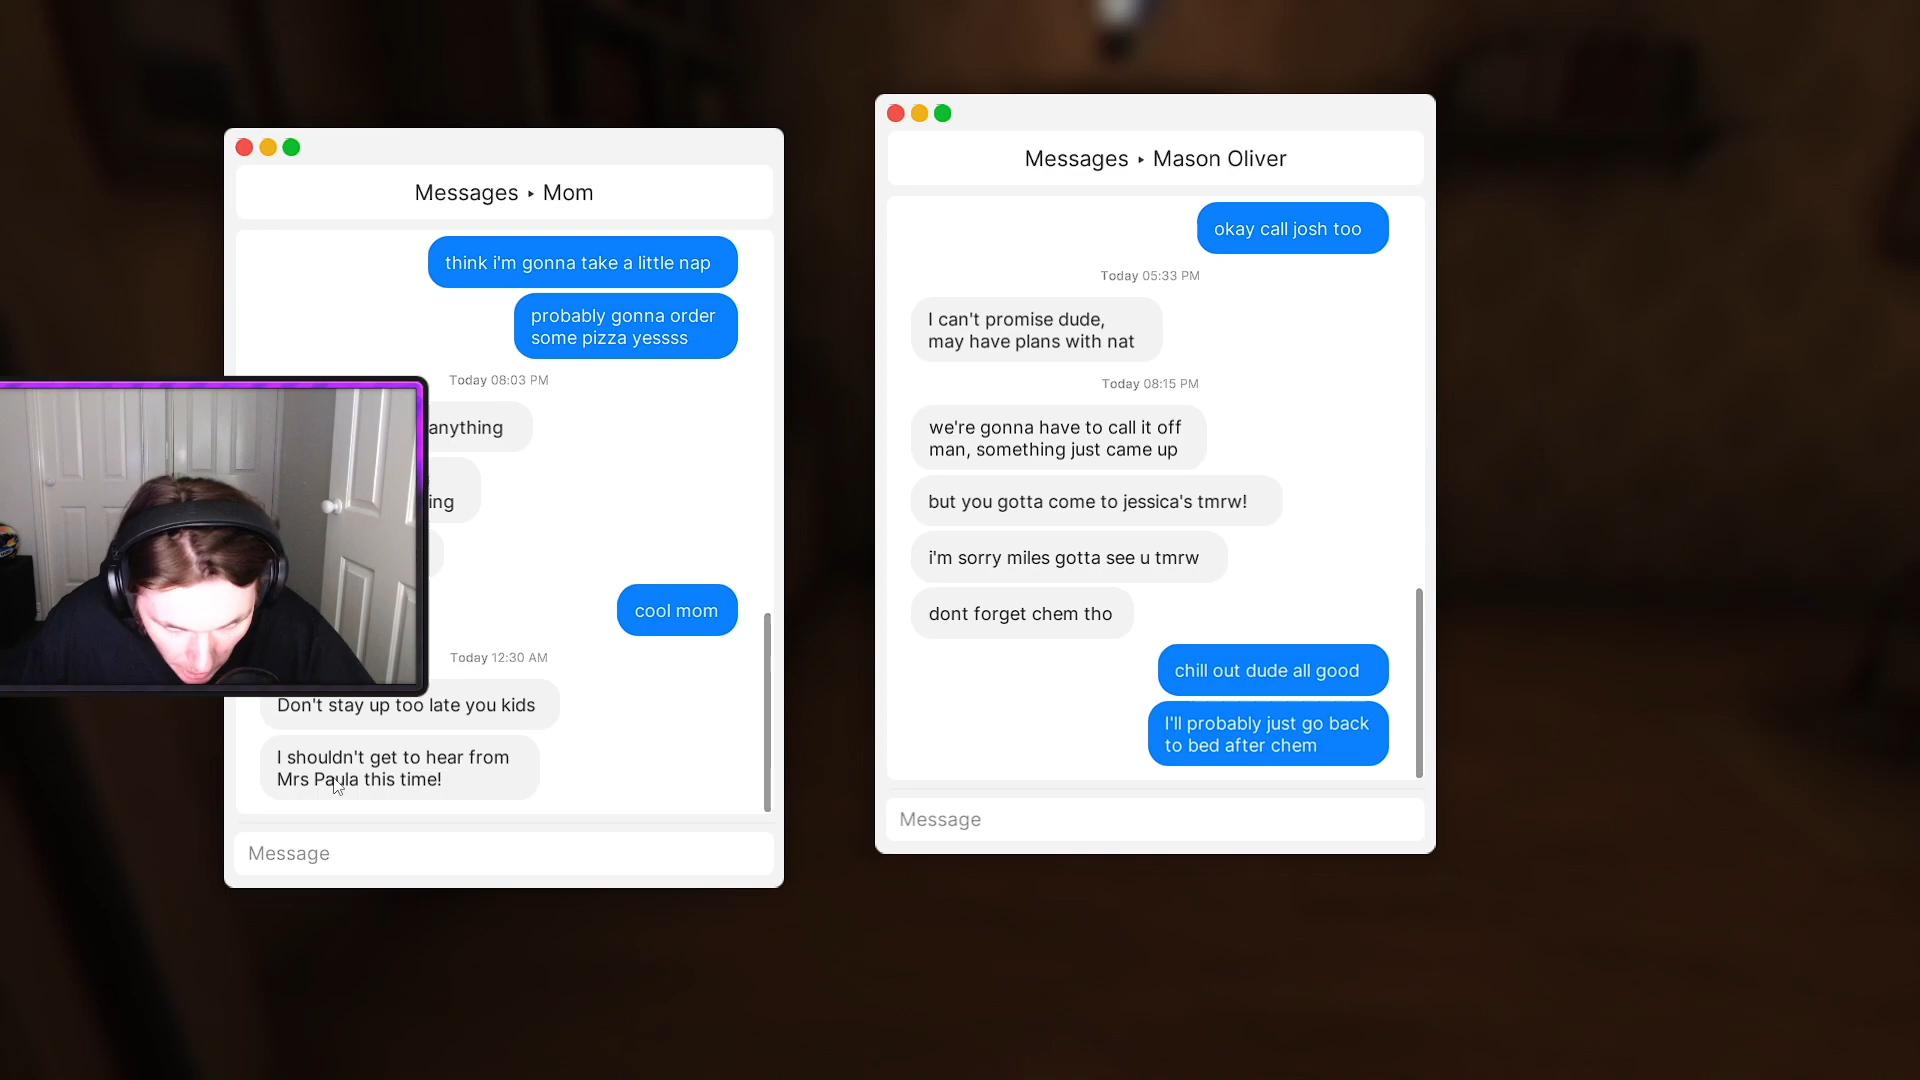 Messages ‣ Mom
think i'm gonna take a little nap
probably gonna order
some pizza yessss
Today 08:03 PM
anything
cool mom
Today 12:30 AM
Don't stay up too late you kids
I shouldn't get to hear from
Mrs Paula this time!
Message
Messages ‣ Mason Oliver
okay call josh too
Today 05:33 PM
I can't promise dude,
may have plans with nat
Today 08:15 PM
we're gonna have to call it off
man, something just came up
but you gotta come to jessica's tmrw!
i'm sorry miles gotta see u tmrw
dont forget chem tho
chill out dude all good
I'll probably just go back
to bed after chem
Message